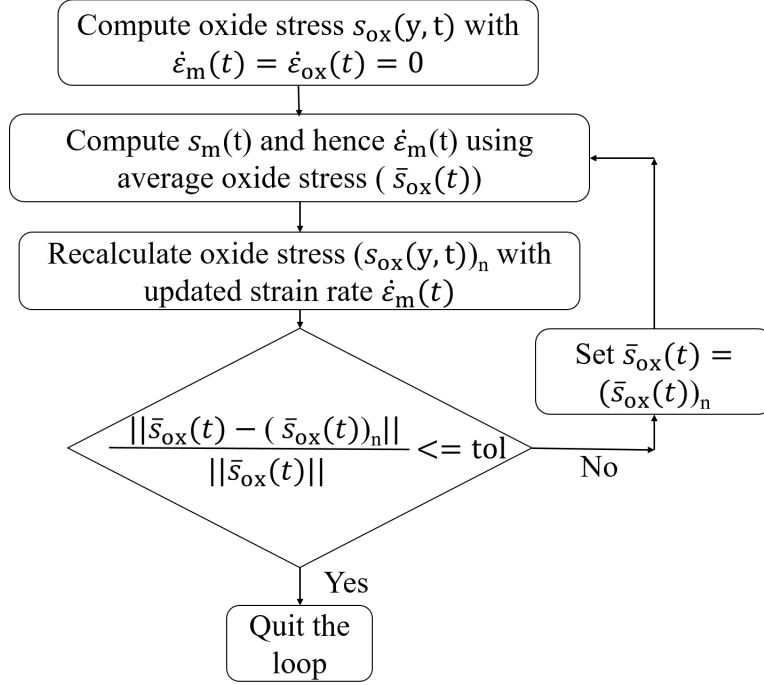 Compute oxide stress s_ox(y, t) with
ε̇_m(t) = ε̇_ox(t) = 0
Compute s_m(t) and hence ε̇_m(t) using
average oxide stress ( s̄_ox(t))
Recalculate oxide stress (s_ox(y, t))_n with
updated strain rate ε̇_m(t)
||s̄_ox(t) − ( s̄_ox(t))_n||
||s̄_ox(t)||
<= tol
No
Set s̄_ox(t) =
(s̄_ox(t))_n
Yes
Quit the
loop